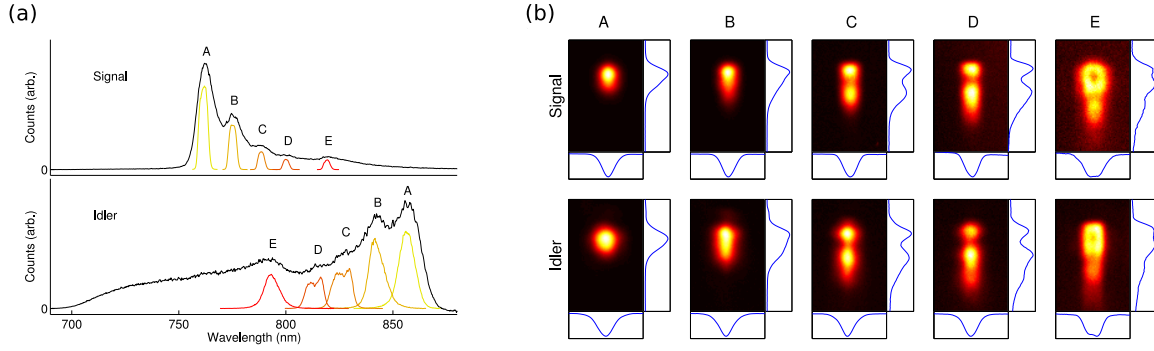 (a)
Counts (arb.)
Signal
A
B
C
D
E
0
Counts (arb.)
Idler
E
D
C
B
A
0
700 750 800 850
Wavelength (nm)
(b)
A B C D E
Signal
Idler